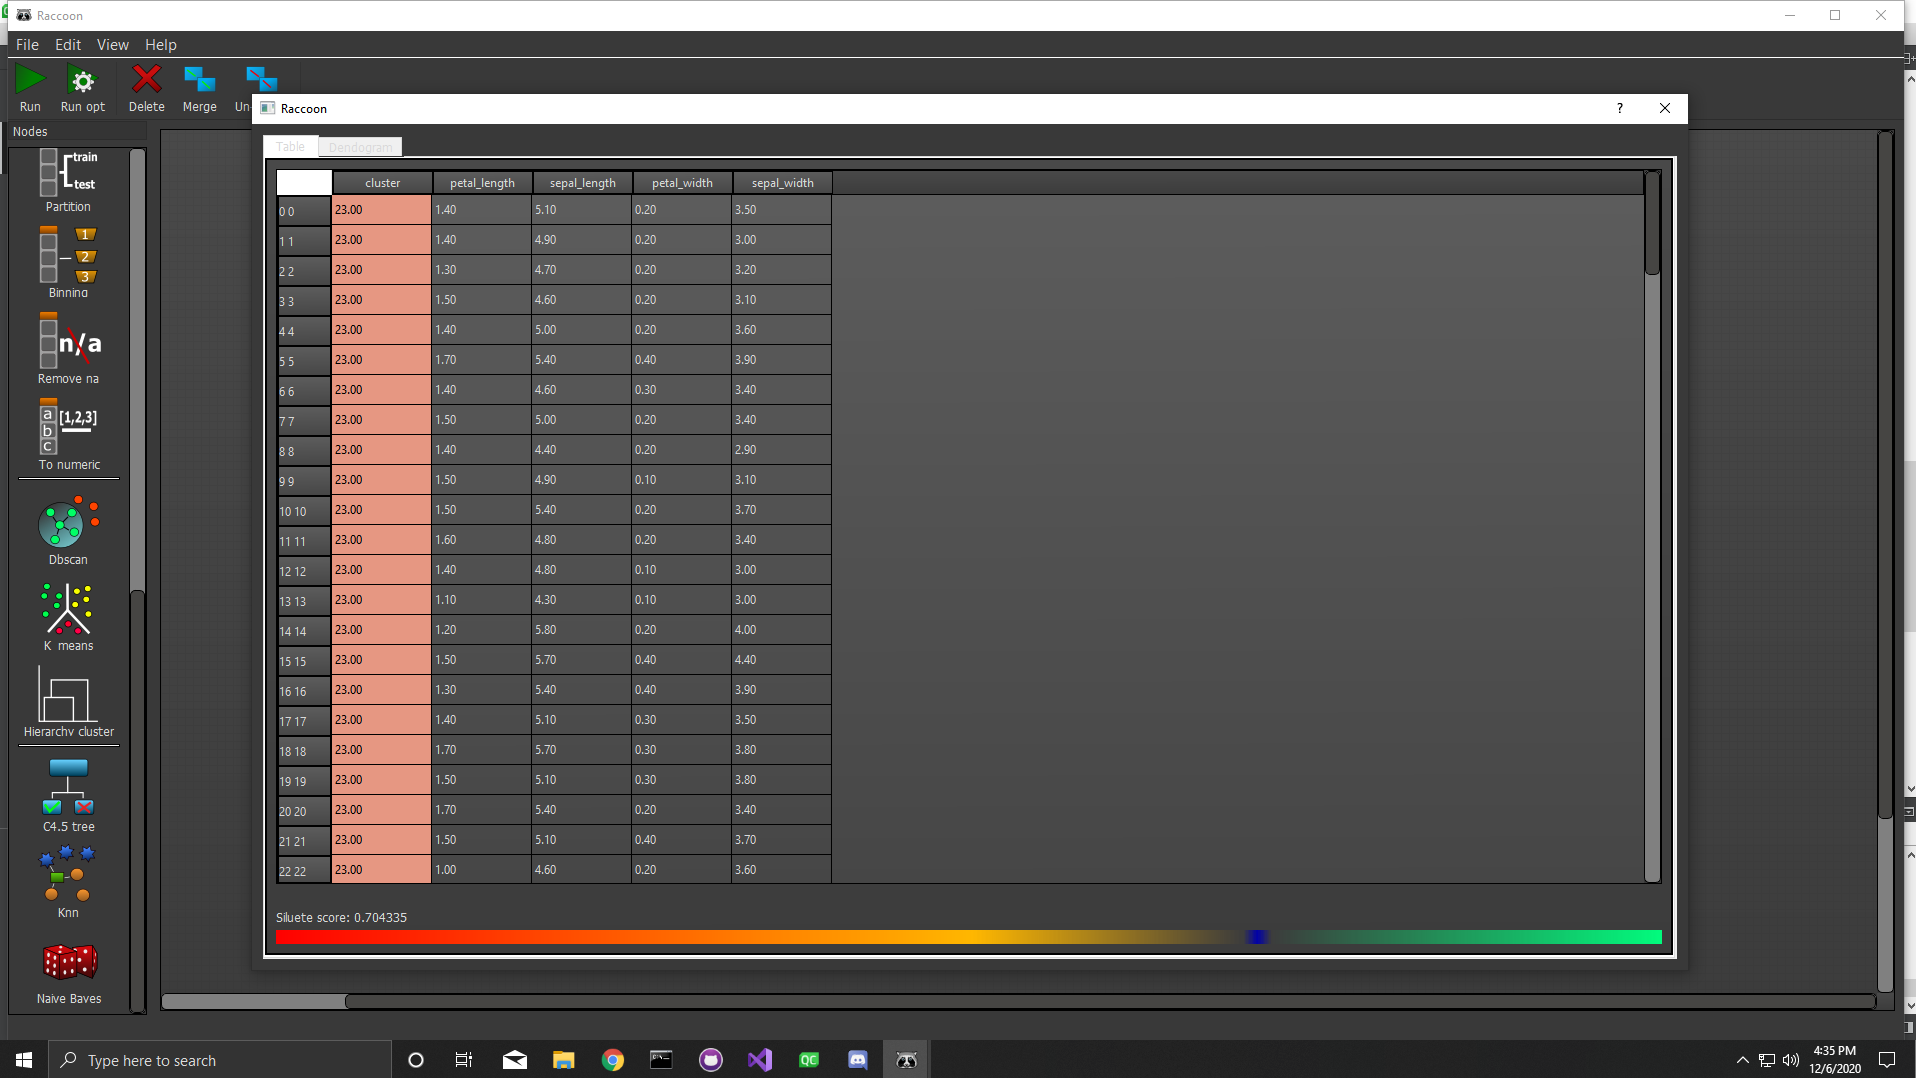 Raccoon
File Edit View Help
Run Run opt Delete Merge Un
Nodes
train
test
Partition
1
2
3
Binning
n/a
Remove na
a
b
c
[1,2,3]
To numeric
Dbscan
K means
Hierarchy cluster
C4.5 tree
Knn
Naive Bayes
Raccoon
?
Table Dendogram
cluster petal_length sepal_length petal_width sepal_width
0 0 23.00 1.40 5.10 0.20 3.50
1 1 23.00 1.40 4.90 0.20 3.00
2 2 23.00 1.30 4.70 0.20 3.20
3 3 23.00 1.50 4.60 0.20 3.10
4 4 23.00 1.40 5.00 0.20 3.60
5 5 23.00 1.70 5.40 0.40 3.90
6 6 23.00 1.40 4.60 0.30 3.40
7 7 23.00 1.50 5.00 0.20 3.40
8 8 23.00 1.40 4.40 0.20 2.90
9 9 23.00 1.50 4.90 0.10 3.10
10 10 23.00 1.50 5.40 0.20 3.70
11 11 23.00 1.60 4.80 0.20 3.40
12 12 23.00 1.40 4.80 0.10 3.00
13 13 23.00 1.10 4.30 0.10 3.00
14 14 23.00 1.20 5.80 0.20 4.00
15 15 23.00 1.50 5.70 0.40 4.40
16 16 23.00 1.30 5.40 0.40 3.90
17 17 23.00 1.40 5.10 0.30 3.50
18 18 23.00 1.70 5.70 0.30 3.80
19 19 23.00 1.50 5.10 0.30 3.80
20 20 23.00 1.70 5.40 0.20 3.40
21 21 23.00 1.50 5.10 0.40 3.70
22 22 23.00 1.00 4.60 0.20 3.60
Siluete score: 0.704335
Type here to search
QC
4:35 PM
12/6/2020